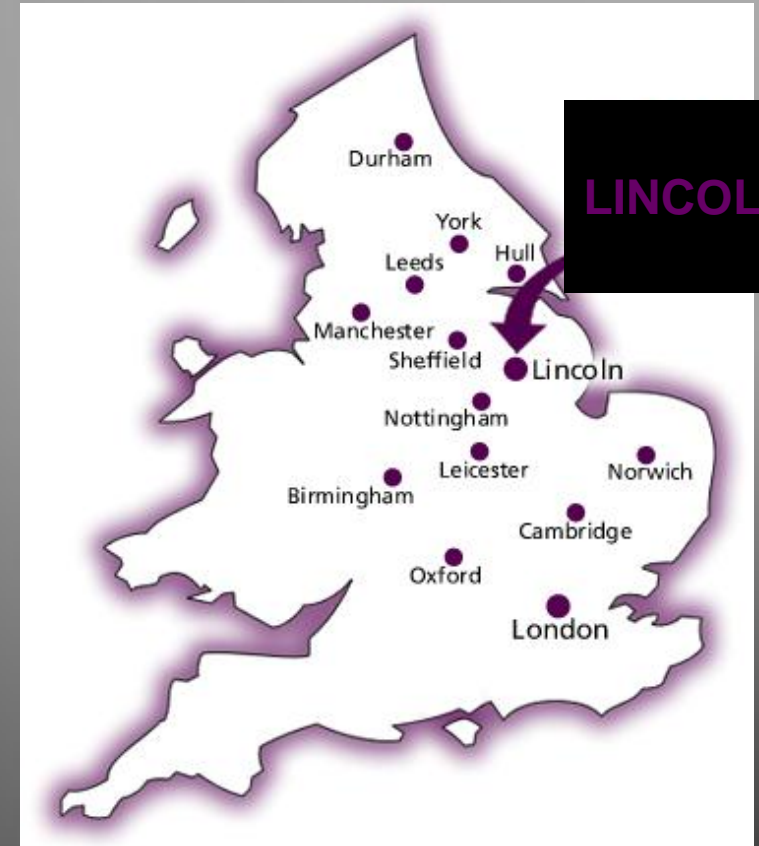 Durham
LINCOL
York
Hull
Leeds
Manchester
Sheffield
Lincoln
Nottingham
Leicester
Norwich
Birmingham
Cambridge
Oxford
London